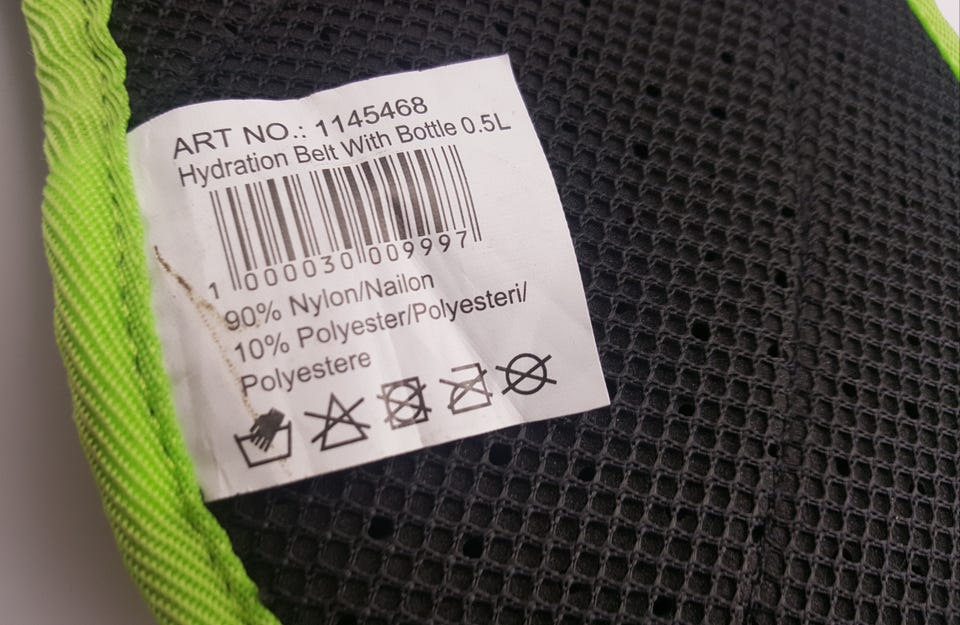 ART NO.: 1145468
Hydration Belt With Bottle 0.5L
1 000030 009997
90% Nylon/Nailon
10% Polyester/Polyesteri/
Polyestere